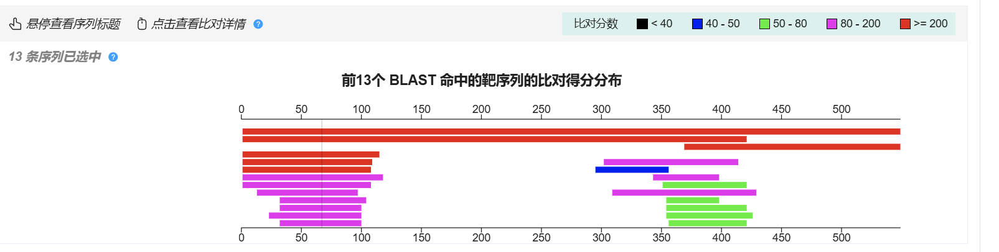 悬停查看序列标题 点击查看比对详情 ? 比对分数 < 40 40 - 50 50 - 80 80 - 200 >= 200
13 条序列已选中 ?
前13个 BLAST 命中的靶序列的比对得分分布
0 50 100 150 200 250 300 350 400 450 500
0 50 100 150 200 250 300 350 400 450 500